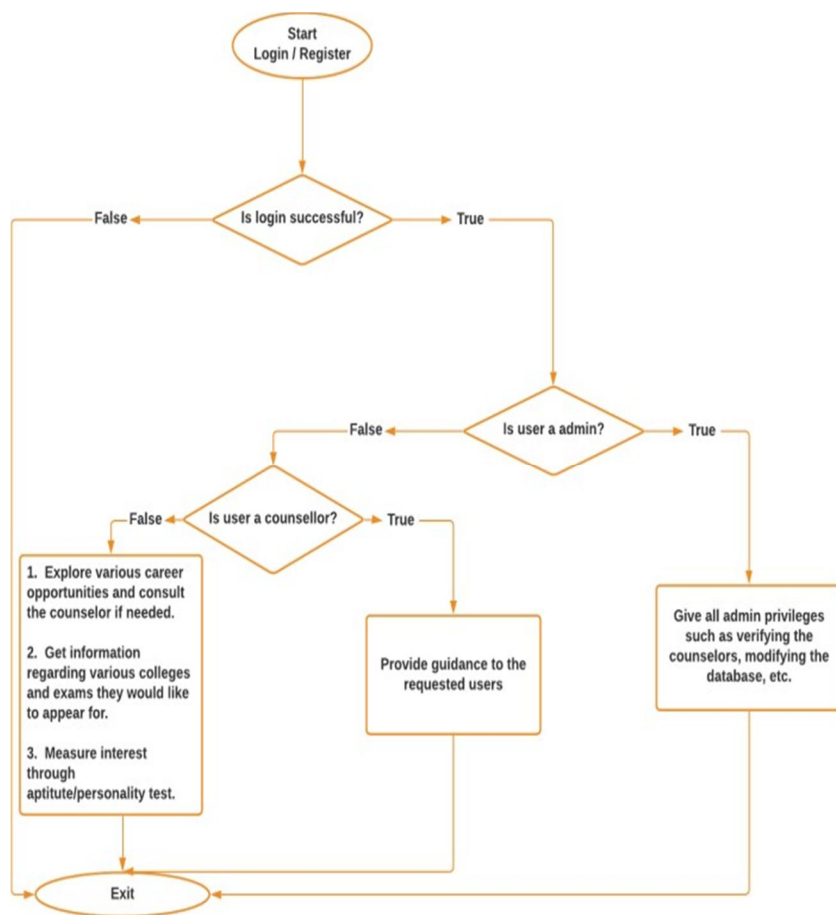 Start
Login / Register
False
Is login successful?
True
False
Is user a admin?
True
False
Is user a counsellor?
True
1. Explore various career
opportunities and consult
the counselor if needed.
2. Get information
regarding various colleges
and exams they would like
to appear for.
3. Measure interest
through
aptitute/personality test.
Provide guidance to the
requested users
Give all admin privileges
such as verifying the
counselors, modifying the
database, etc.
Exit